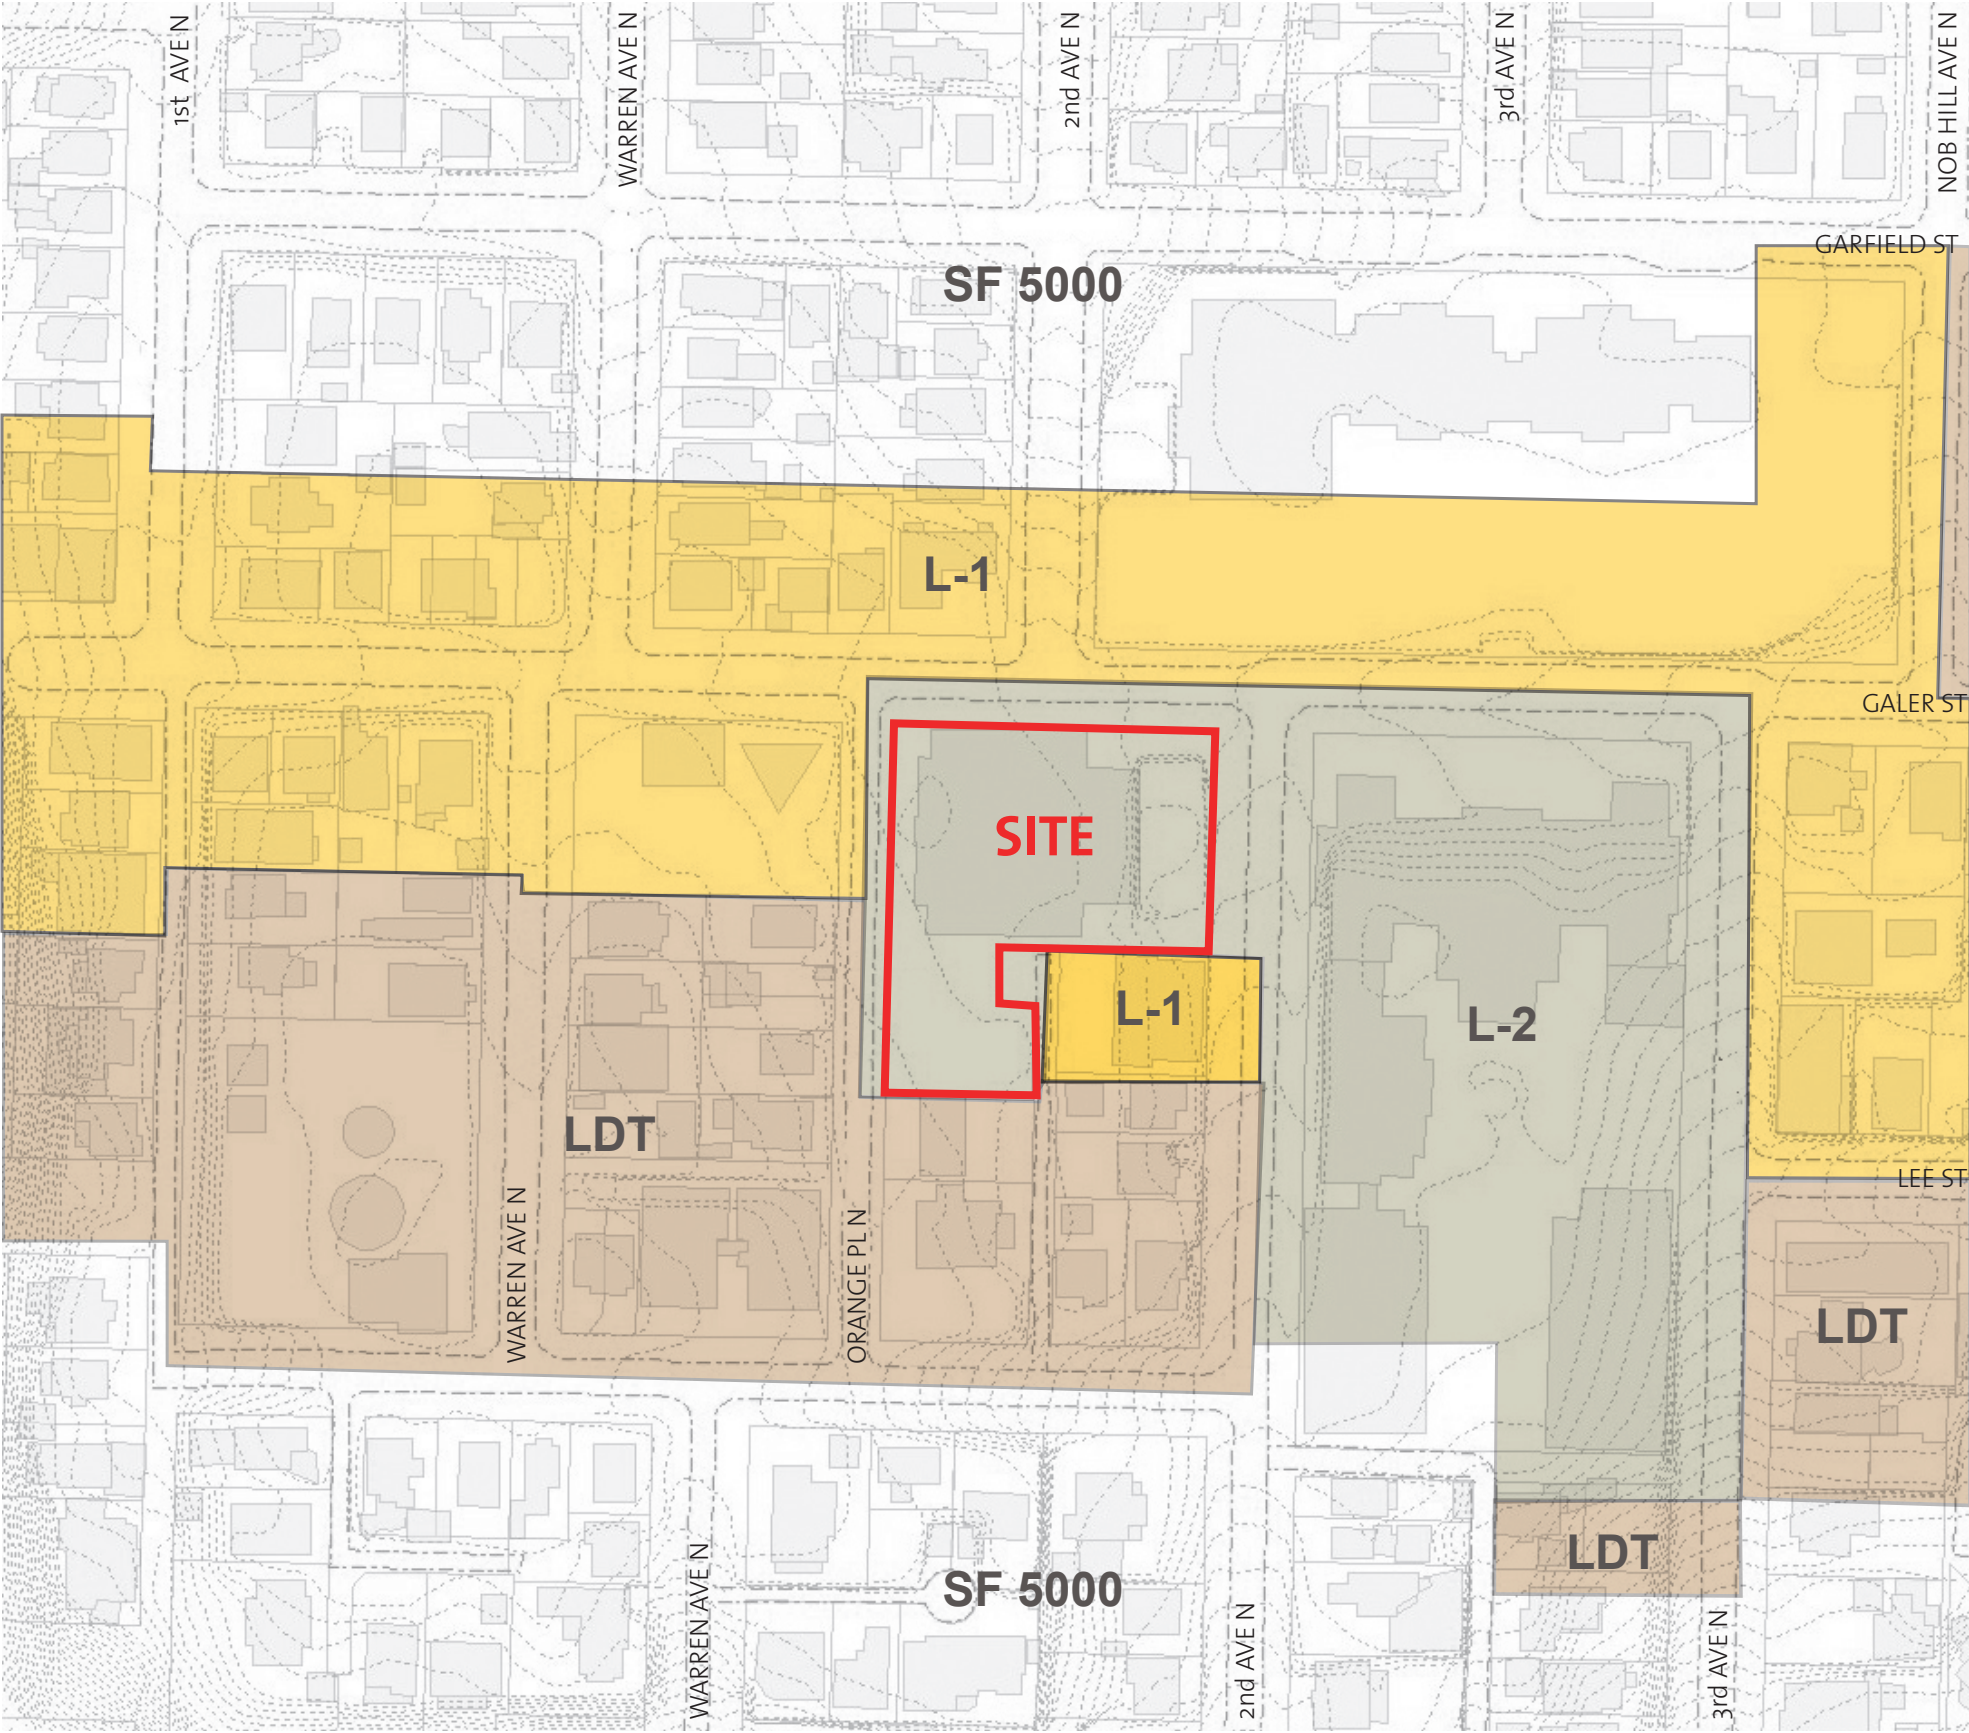 1st AVE N
WARREN AVE N
2nd AVE N
3rd AVE N
NOB HILL AVE N
GARFIELD ST
SF 5000
L-1
GALER ST
SITE
L-1
L-2
LDT
LEE ST
WARREN AVE N
ORANGE PL N
LDT
LDT
SF 5000
WARREN AVE N
2nd AVE N
3rd AVE N